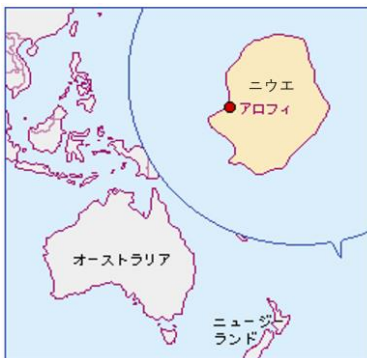 ニウエ
アロフィ
オーストラリア
ニュージー
ランド